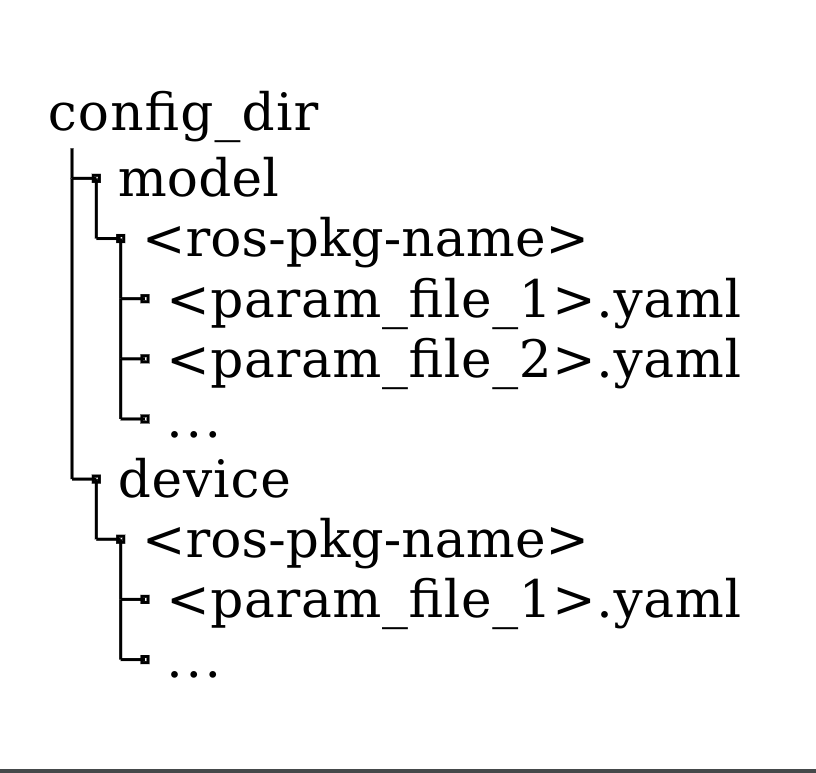 config_dir
model
<ros-pkg-name>
<param_file_1>.yaml
<param_file_2>.yaml
...
device
<ros-pkg-name>
<param_file_1>.yaml
...